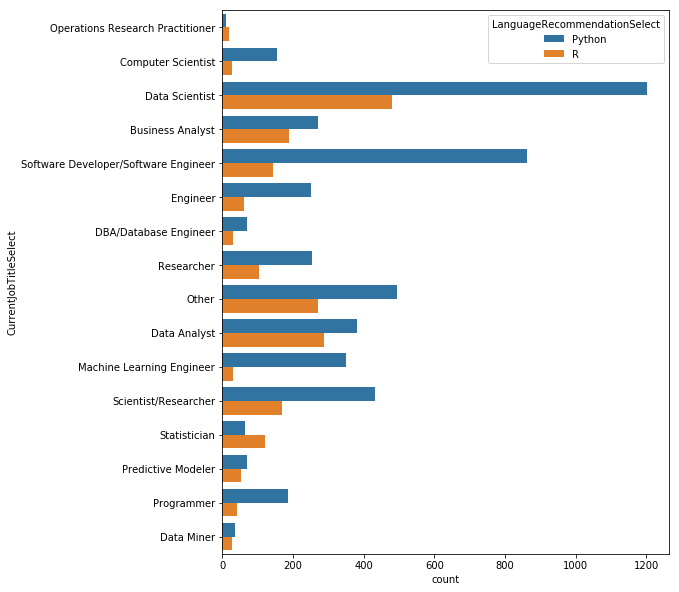 LanguageRecommendationSelect
Python
R
Operations Research Practitioner
Computer Scientist
Data Scientist
Business Analyst
Software Developer/Software Engineer
Engineer
DBA/Database Engineer
Researcher
Other
Data Analyst
Machine Learning Engineer
Scientist/Researcher
Statistician
Predictive Modeler
Programmer
Data Miner
CurrentJobTitleSelect
0 200 400 600 800 1000 1200
count